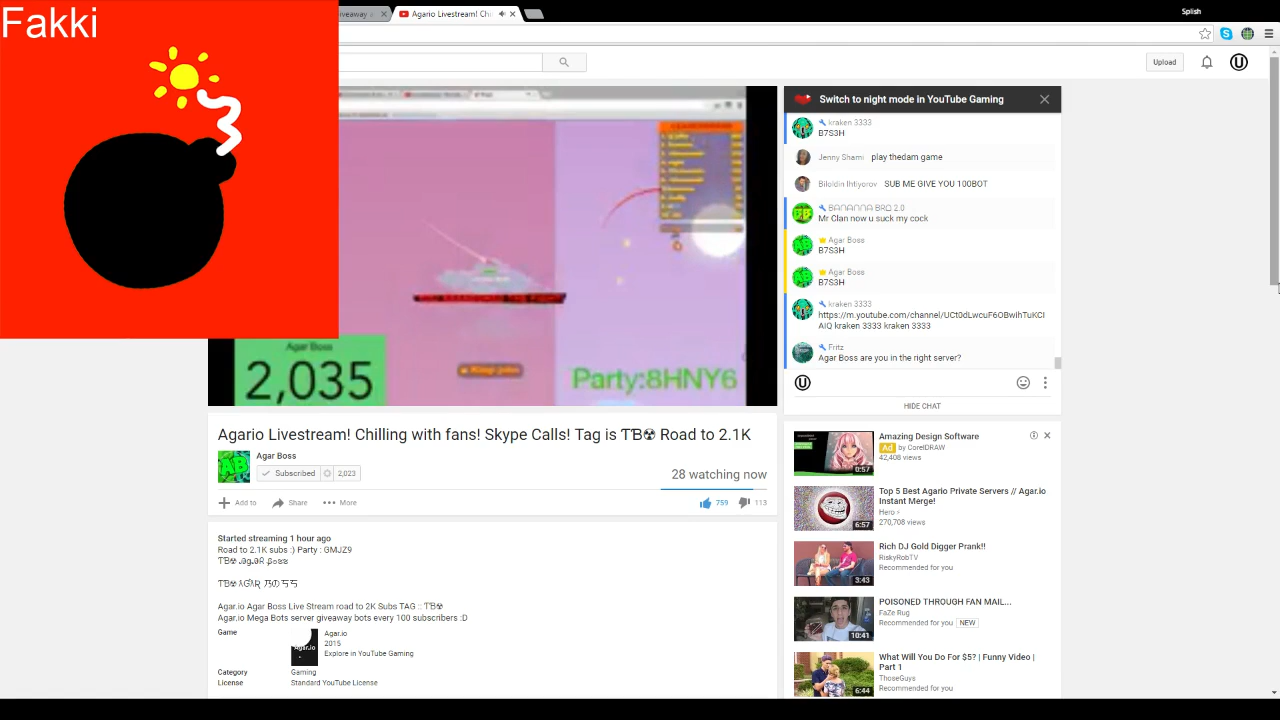 Fakki
Splish
iveaway
Agario Livestream! Ch
Upload
Party:8HNY6
Agar Boss
2,035
Switch to night mode in YouTube Gaming
kraken 3333
B7S3H
Jenny Shami play thedam game
Biloldin Ihtiyorov SUB ME GIVE YOU 100BOT
Mr Clan now u suck my cock
Agar Boss
B7S3H
Agar Boss
B7S3H
kraken 3333
AIQ kraken 3333 kraken 3333
Fritz
Agar Boss are you in the right server?
HIDE CHAT
Agario Livestream! Chilling with fans! Skype Calls! Tag is ƬƁ☢ Road to 2.1K
Agar Boss
Subscribed 2,023
28 watching now
Add to Share More 759 113
Started streaming 1 hour ago
Road to 2.1K subs :) Party : GMJZ9
Agar.io Agar Boss Live Stream road to 2K Subs TAG :: ƬƁ☢
Agar.io Mega Bots server giveaway bots every 100 subscribers :D
Game Agar.io
2015
Explore in YouTube Gaming
Category Gaming
License Standard YouTube License
Amazing Design Software
Ad by CorelDRAW
42,408 views
0:57
Top 5 Best Agario Private Servers // Agar.io
Instant Merge!
Hero ⚡
270,708 views
6:57
Rich DJ Gold Digger Prank!!
RiskyRobTV
Recommended for you
3:43
POISONED THROUGH FAN MAIL...
FaZe Rug
Recommended for you NEW
10:41
What Will You Do For $5? | Funny Video |
Part 1
ThoseGuys
Recommended for you
6:44